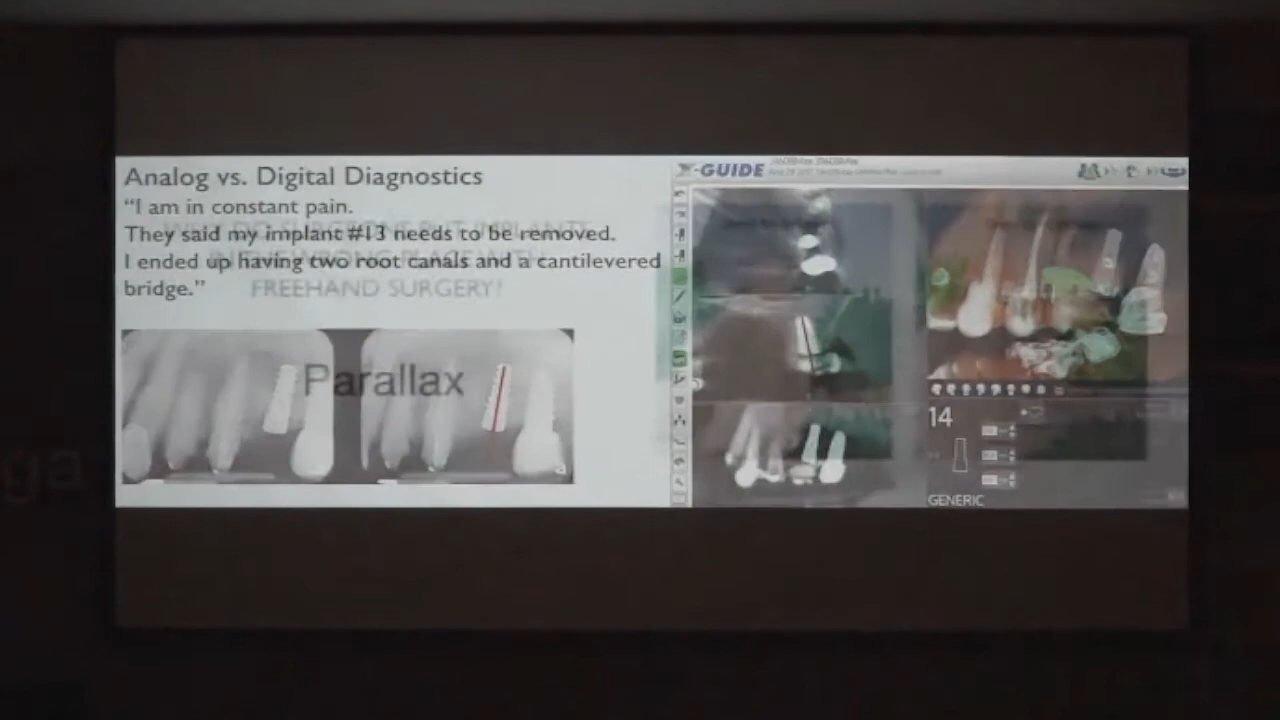 Analog vs. Digital Diagnostics
“I am in constant pain.
They said my implant #13 needs to be removed.
I ended up having two root canals and a cantilevered
bridge.”
FREEHAND SURGERY!
Parallax
X-GUIDE
14
GENERIC
ga